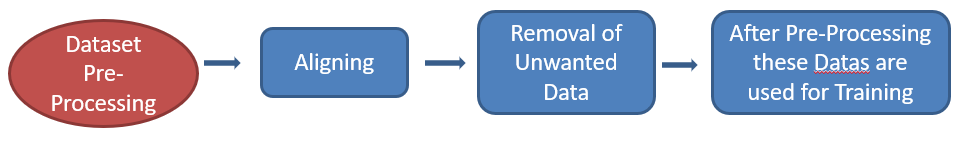 Dataset
Pre-
Processing
Aligning
Removal of
Unwanted
Data
After Pre-Processing
these Datas are
used for Training